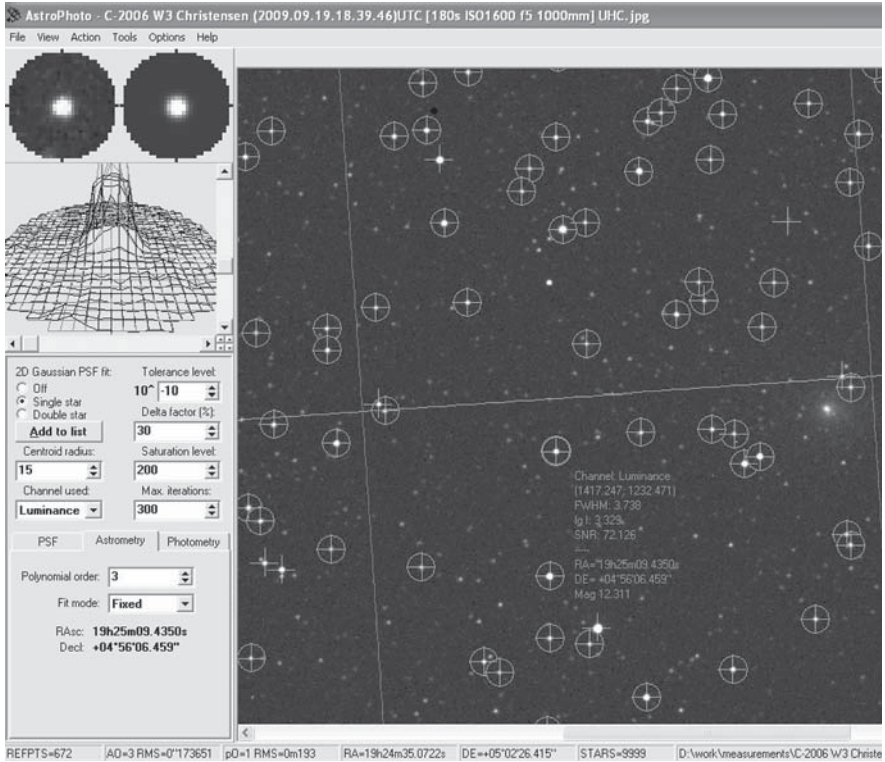 AstroPhoto - C-2006 W3 Christensen (2009.09.19.18.39.46)UTC [180s ISO1600 f5 1000mm] UHC.jpg
File View Action Tools Options Help
2D Gaussian PSF fit:
Off
Single star
Double star
Add to list
Tolerance level:
10^ -10
Delta factor (%):
30
Centroid radius:
15
Saturation level:
200
Channel used:
Luminance
Max. iterations:
300
PSF Astrometry Photometry
Polynomial order: 3
Fit mode: Fixed
RAsc: 19h25m09.4350s
Decl: +04°56'06.459"
Channel: Luminance
(1417.247; 1232.471)
FWHM: 3.738
lg I: 3.329
SNR: 72.126
---
RA= 19h25m09.4350s
DE= +04°56'06.459"
Mag 12.311
REFPTS=672 AO=3 RMS=0"173651 pO=1 RMS=0m193 RA=19h24m35.0722s DE=+05°02'26.415" STARS=9999 D:\work\measurements\C-2006 W3 Christe